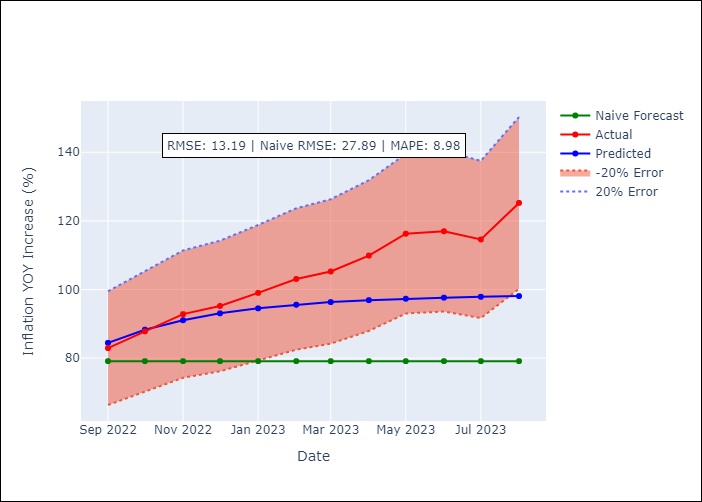 RMSE: 13.19 | Naive RMSE: 27.89 | MAPE: 8.98
Naive Forecast
Actual
Predicted
-20% Error
20% Error
Inflation YOY Increase (%)
140
120
100
80
Sep 2022
Nov 2022
Jan 2023
Mar 2023
May 2023
Jul 2023
Date